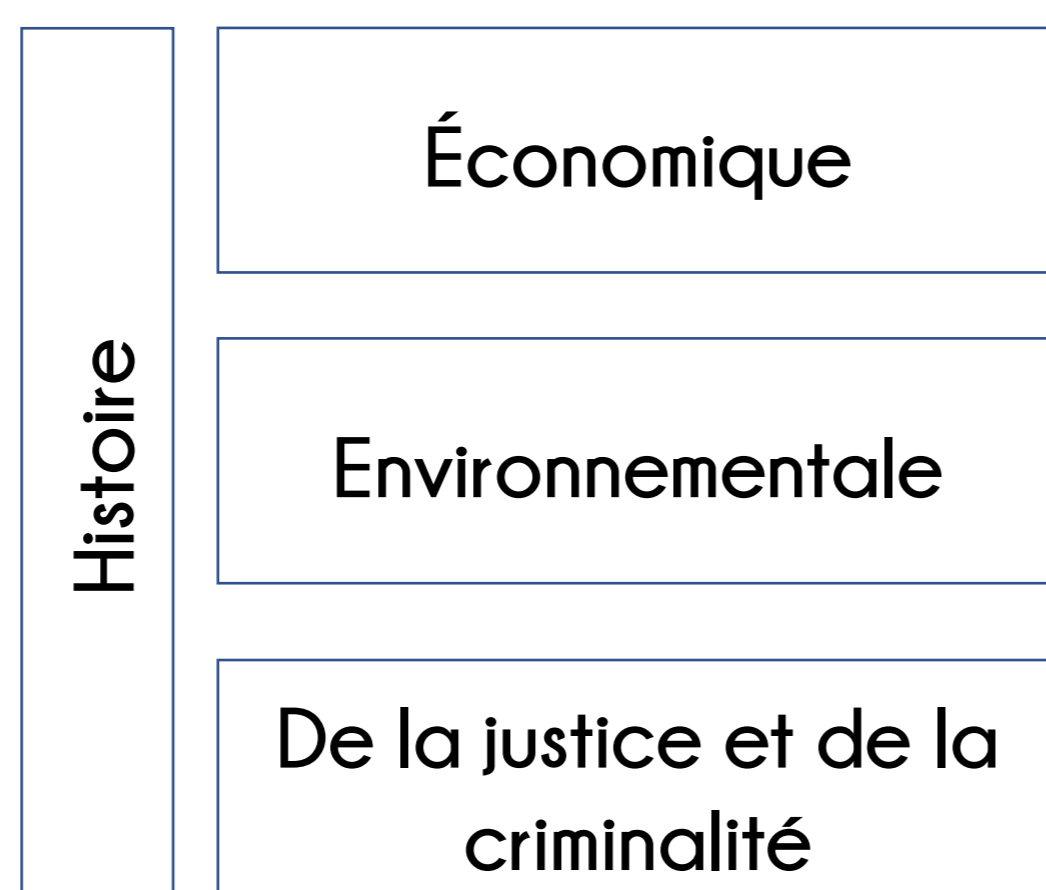 Histoire
Économique
Environnementale
De la justice et de la
criminalité